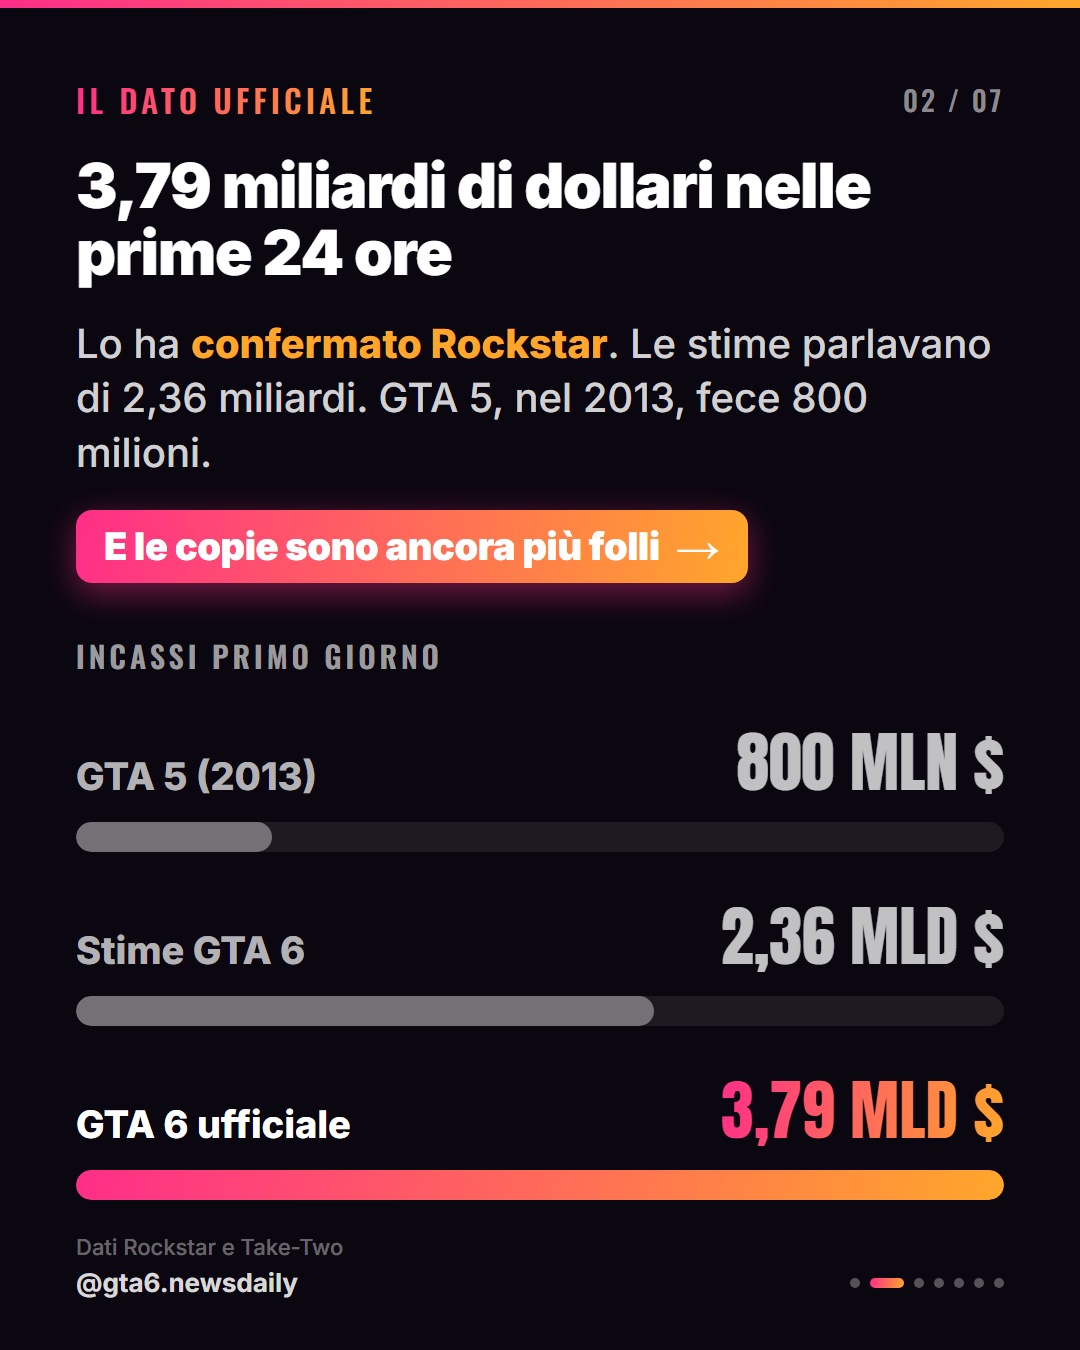 IL DATO UFFICIALE
02 / 07
3,79 miliardi di dollari nelle
prime 24 ore
Lo ha confermato Rockstar. Le stime parlavano
di 2,36 miliardi. GTA 5, nel 2013, fece 800
milioni.
E le copie sono ancora più folli →
INCASSI PRIMO GIORNO
GTA 5 (2013)
800 MLN $
Stime GTA 6
2,36 MLD $
GTA 6 ufficiale
3,79 MLD $
Dati Rockstar e Take-Two
@gta6.newsdaily